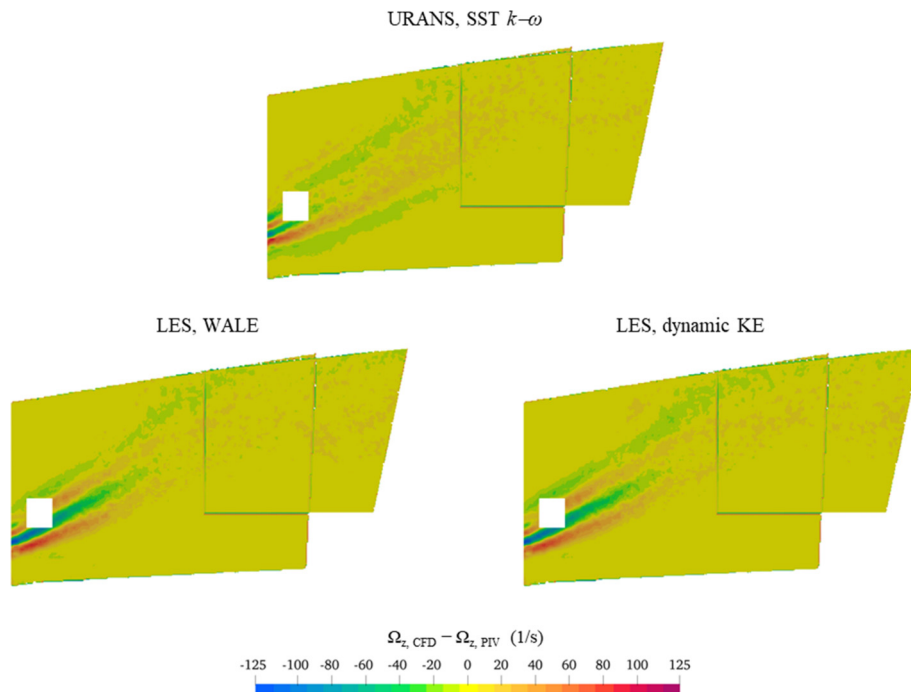 URANS, SST k–ω
LES, WALE
LES, dynamic KE
Ωz, CFD – Ωz, PIV (1/s)
-125 -100 -80 -60 -40 -20 0 20 40 60 80 100 125